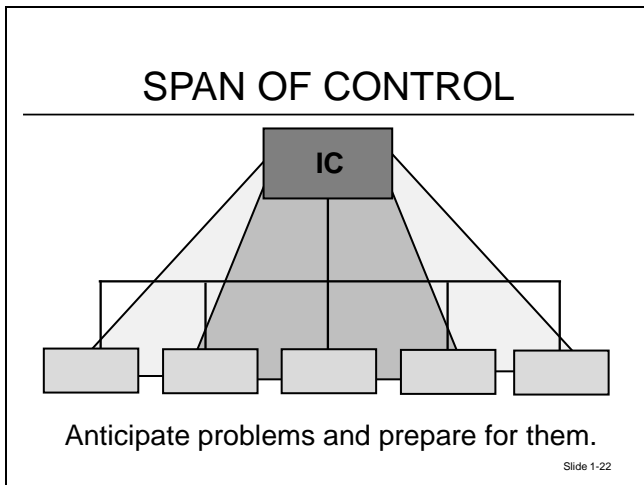 SPAN OF CONTROL
IC
Anticipate problems and prepare for them.
Slide 1-22